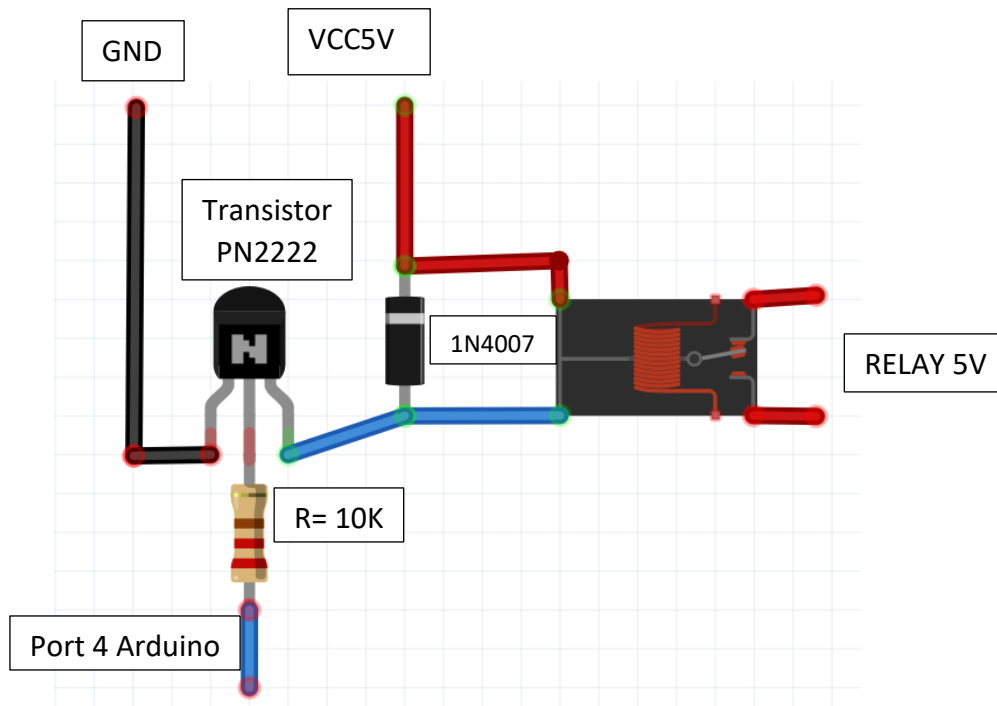 GND
VCC5V
Transistor
PN2222
N
1N4007
RELAY 5V
R= 10K
Port 4 Arduino